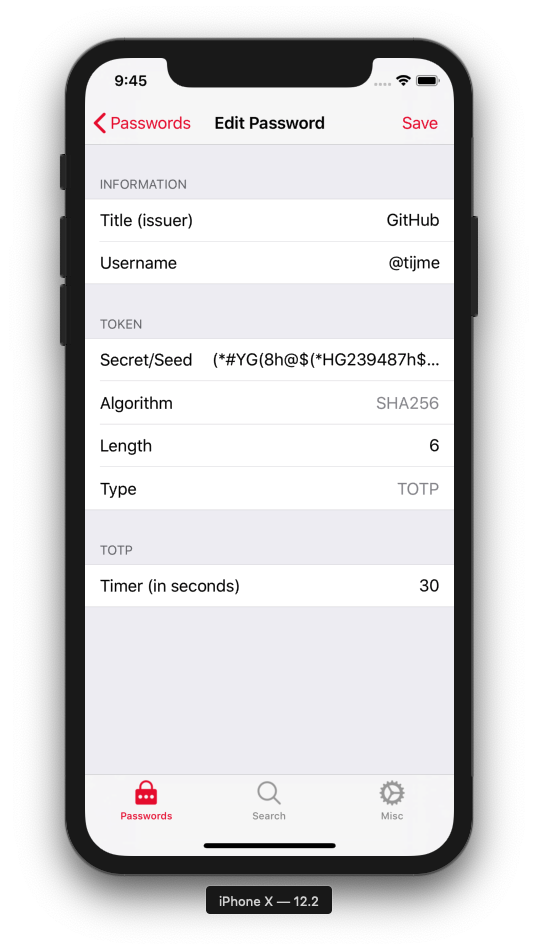 9:45
Passwords Edit Password Save
INFORMATION
Title (issuer) GitHub
Username @tijme
TOKEN
Secret/Seed (*#YG(8h@$(*HG239487h$...
Algorithm SHA256
Length 6
Type TOTP
TOTP
Timer (in seconds) 30
Passwords Search Misc
iPhone X — 12.2